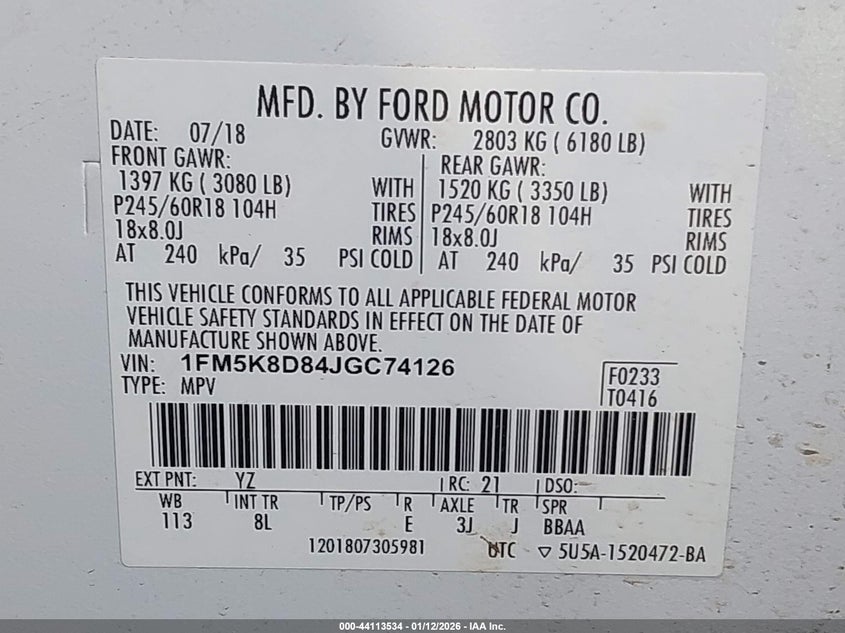 MFD. BY FORD MOTOR CO.
DATE: 07/18 GVWR: 2803 KG ( 6180 LB)
FRONT GAWR: REAR GAWR:
1397 KG ( 3080 LB) WITH 1520 KG ( 3350 LB) WITH
P245/60R18 104H TIRES P245/60R18 104H TIRES
18x8.0J RIMS 18x8.0J RIMS
AT 240 kPa/ 35 PSI COLD AT 240 kPa/ 35 PSI COLD
THIS VEHICLE CONFORMS TO ALL APPLICABLE FEDERAL MOTOR
VEHICLE SAFETY STANDARDS IN EFFECT ON THE DATE OF
MANUFACTURE SHOWN ABOVE.
VIN: 1FM5K8D84JGC74126 F0233
TYPE: MPV T0416
EXT PNT: YZ RC: 21 DSO:
WB INT TR TP/PS R AXLE TR SPR
113 8L E 3J J BBAA
1201807305981 UTC ▽ 5U5A-1520472-BA
000-44113534 - 01/12/2026 - IAA Inc.